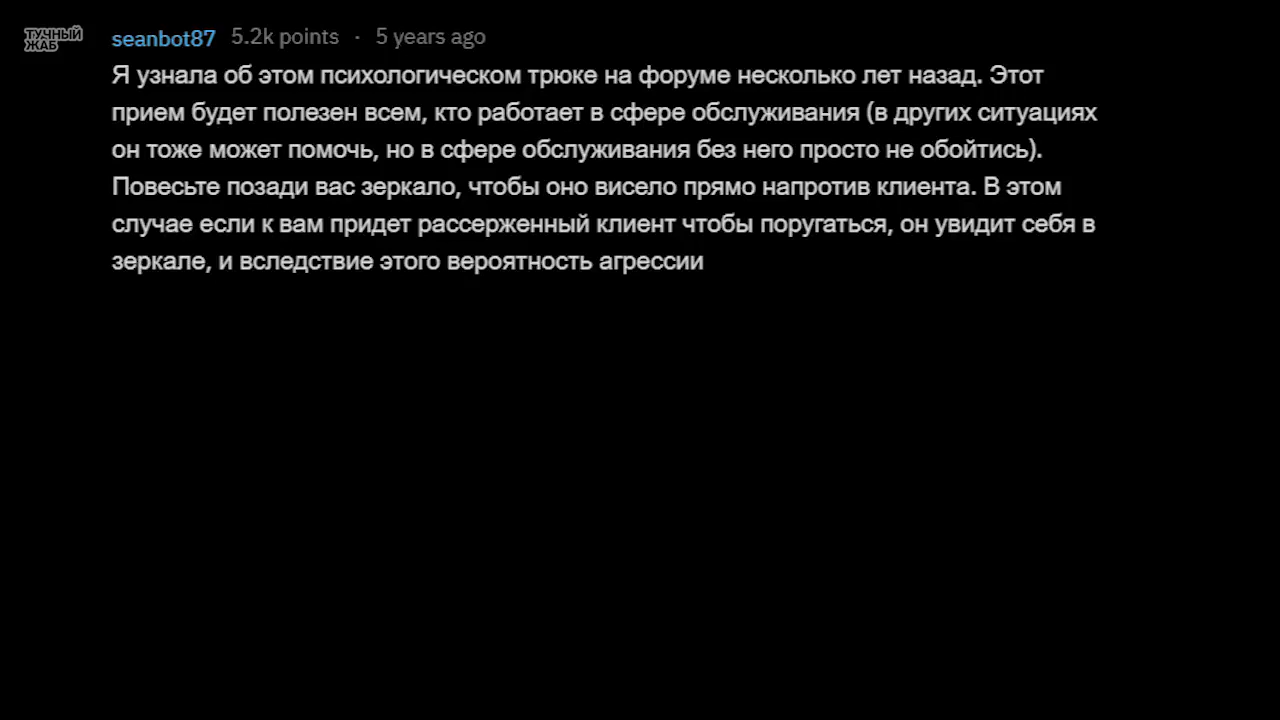 ТУЧНЫЙ
ЖАБ
seanbot87 5.2k points · 5 years ago
Я узнала об этом психологическом трюке на форуме несколько лет назад. Этот
прием будет полезен всем, кто работает в сфере обслуживания (в других ситуациях
он тоже может помочь, но в сфере обслуживания без него просто не обойтись).
Повесьте позади вас зеркало, чтобы оно висело прямо напротив клиента. В этом
случае если к вам придет рассерженный клиент чтобы поругаться, он увидит себя в
зеркале, и вследствие этого вероятность агрессии